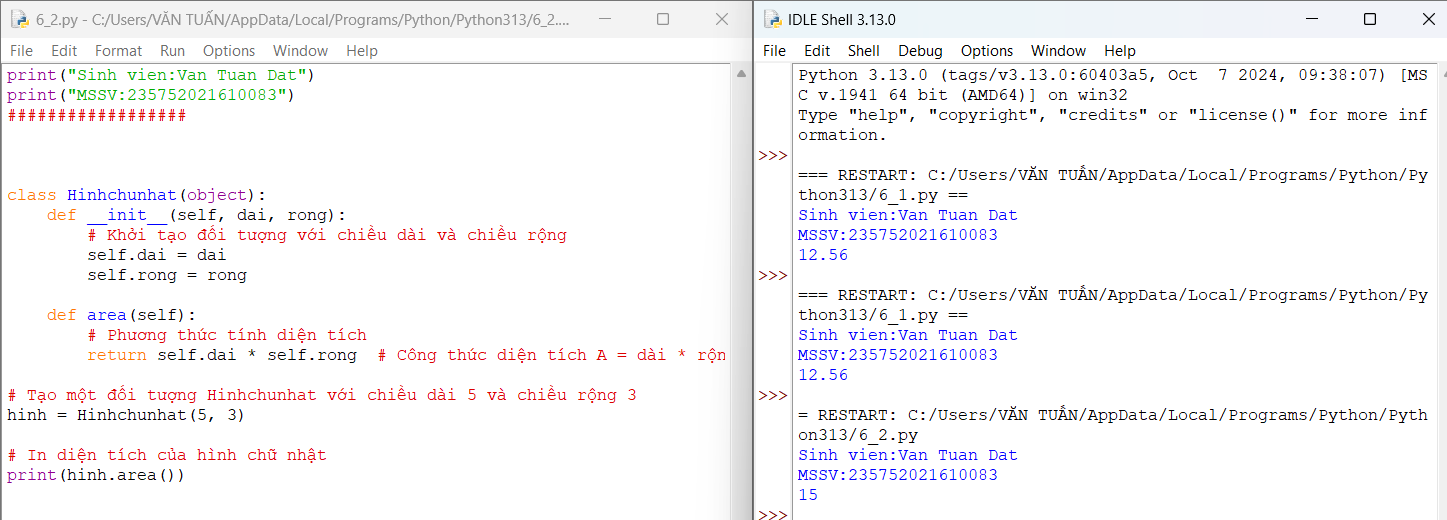 6_2.py - C:/Users/VĂN TUẤN/AppData/Local/Programs/Python/Python313/6_2....
File Edit Format Run Options Window Help
print("Sinh vien:Van Tuan Dat")
print("MSSV:235752021610083")
##################
class Hinhchunhat(object):
    def __init__(self, dai, rong):
        # Khởi tạo đối tượng với chiều dài và chiều rộng
        self.dai = dai
        self.rong = rong
    def area(self):
        # Phương thức tính diện tích
        return self.dai * self.rong  # Công thức diện tích A = dài * rộn
# Tạo một đối tượng Hinhchunhat với chiều dài 5 và chiều rộng 3
hinh = Hinhchunhat(5, 3)
# In diện tích của hình chữ nhật
print(hinh.area())
IDLE Shell 3.13.0
File Edit Shell Debug Options Window Help
Python 3.13.0 (tags/v3.13.0:60403a5, Oct  7 2024, 09:38:07) [MS
C v.1941 64 bit (AMD64)] on win32
Type "help", "copyright", "credits" or "license()" for more inf
ormation.
>>>
=== RESTART: C:/Users/VĂN TUẤN/AppData/Local/Programs/Python/Py
thon313/6_1.py ==
Sinh vien:Van Tuan Dat
MSSV:235752021610083
12.56
>>>
=== RESTART: C:/Users/VĂN TUẤN/AppData/Local/Programs/Python/Py
thon313/6_1.py ==
Sinh vien:Van Tuan Dat
MSSV:235752021610083
12.56
>>>
= RESTART: C:/Users/VĂN TUẤN/AppData/Local/Programs/Python/Pyth
on313/6_2.py
Sinh vien:Van Tuan Dat
MSSV:235752021610083
15
>>>